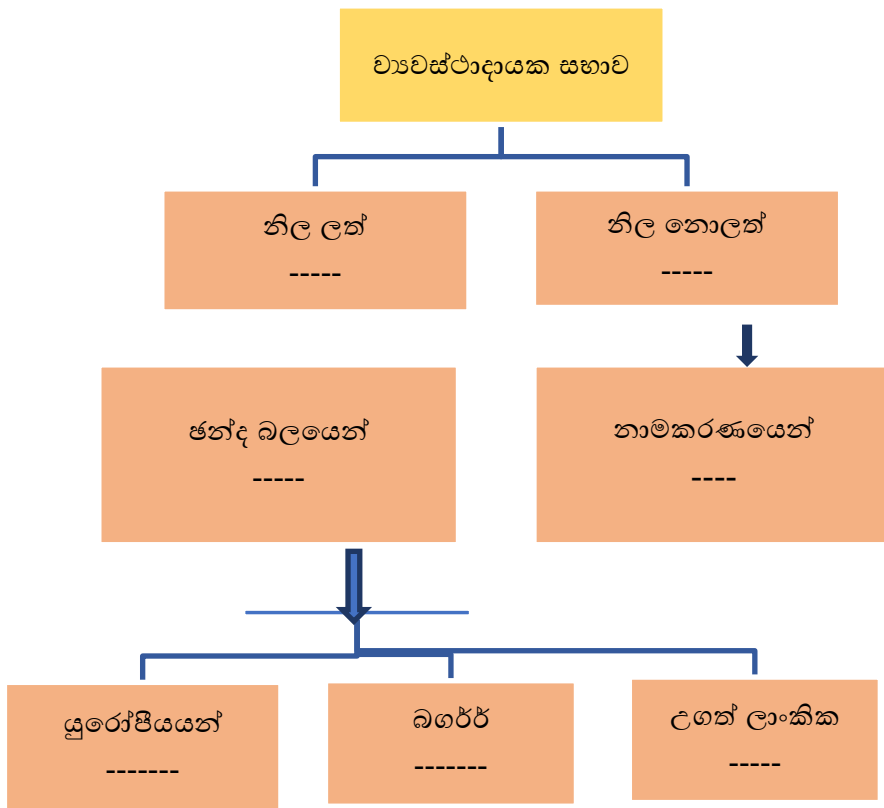 ව්‍යවස්ථාදායක සභාව
නිල ලත්
-----
නිල නොලත්
-----
ඡන්ද බලයෙන්
-----
නාමකරණයෙන්
----
යුරෝපීයයන්
-------
බගර්ර්
-------
උගත් ලාංකික
-----